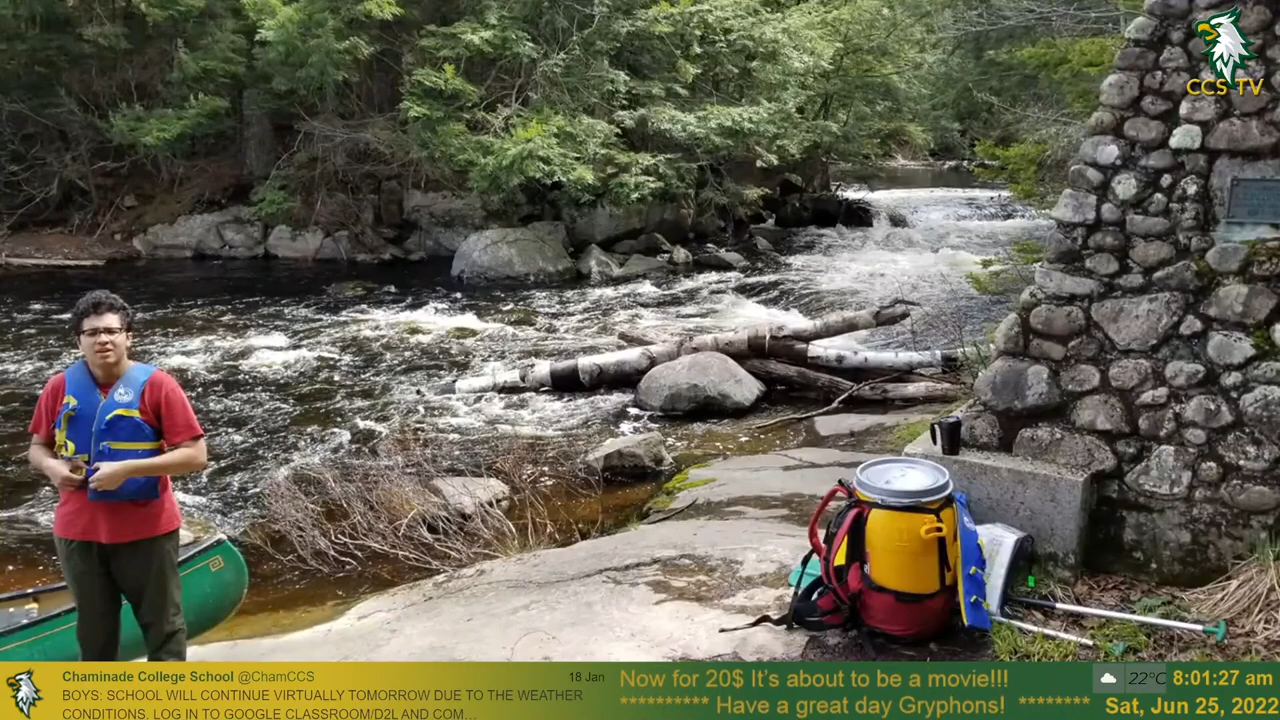 CCS TV
Chaminade College School @ChamCCS 18 Jan
BOYS: SCHOOL WILL CONTINUE VIRTUALLY TOMORROW DUE TO THE WEATHER
CONDITIONS. LOG IN TO GOOGLE CLASSROOM/D2L AND COM...
Now for 20$ It's about to be a movie!!!
********** Have a great day Gryphons! ********
22°C 8:01:27 am
Sat, Jun 25, 2022